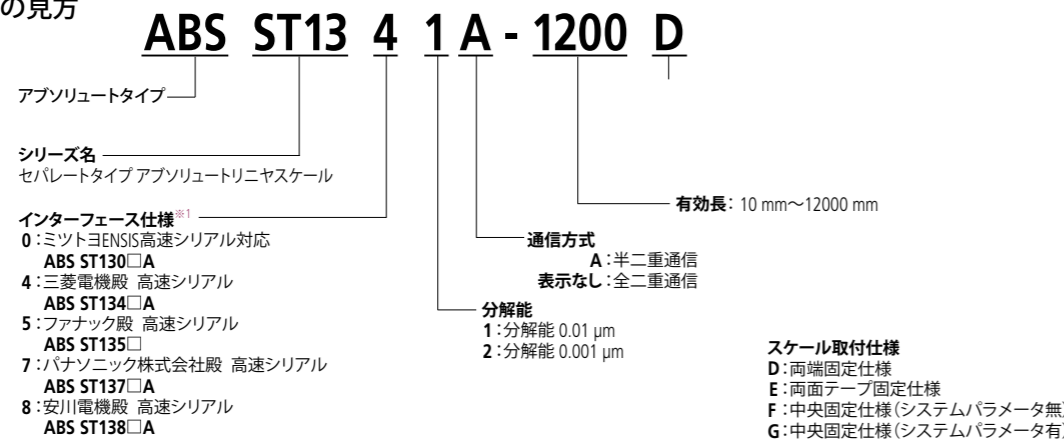 の見方
ABS ST13 4 1 A - 1200 D
アブソリュートタイプ
シリーズ名
セパレートタイプ アブソリュートリニヤスケール
インターフェース仕様※1
0：ミツトヨENSIS高速シリアル対応
ABS ST130□A
4：三菱電機殿 高速シリアル
ABS ST134□A
5：ファナック殿 高速シリアル
ABS ST135□
7：パナソニック株式会社殿 高速シリアル
ABS ST137□A
8：安川電機殿 高速シリアル
ABS ST138□A
有効長： 10 mm～12000 mm
通信方式
A：半二重通信
表示なし：全二重通信
分解能
1：分解能 0.01 µm
2：分解能 0.001 µm
スケール取付仕様
D：両端固定仕様
E：両面テープ固定仕様
F：中央固定仕様（システムパラメータ無）
G：中央固定仕様（システムパラメータ有